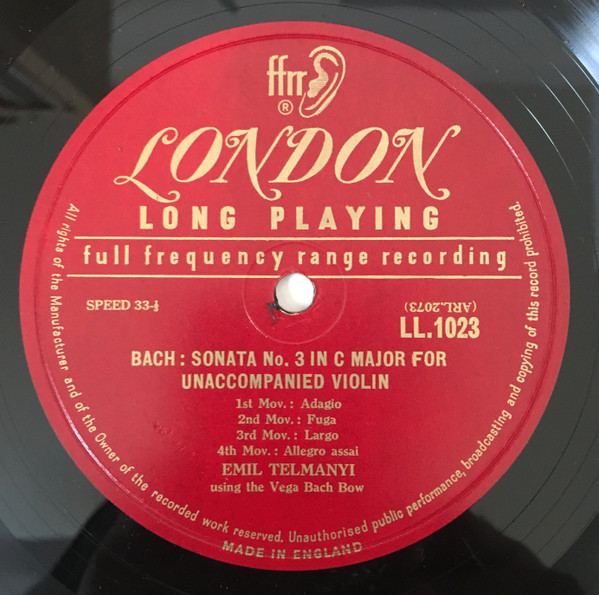 ffrr
®
LONDON
LONG PLAYING
full frequency range recording
SPEED 33-⅓
(ARL.2073)
LL.1023
BACH : SONATA No. 3 IN C MAJOR FOR
UNACCOMPANIED VIOLIN
1st Mov. : Adagio
2nd Mov. : Fuga
3rd Mov. : Largo
4th Mov. : Allegro assai
EMIL TELMANYI
using the Vega Bach Bow
All rights of the Manufacturer and of the Owner of the recorded work reserved. Unauthorised public performance, broadcasting and copying of this record prohibited.
MADE IN ENGLAND